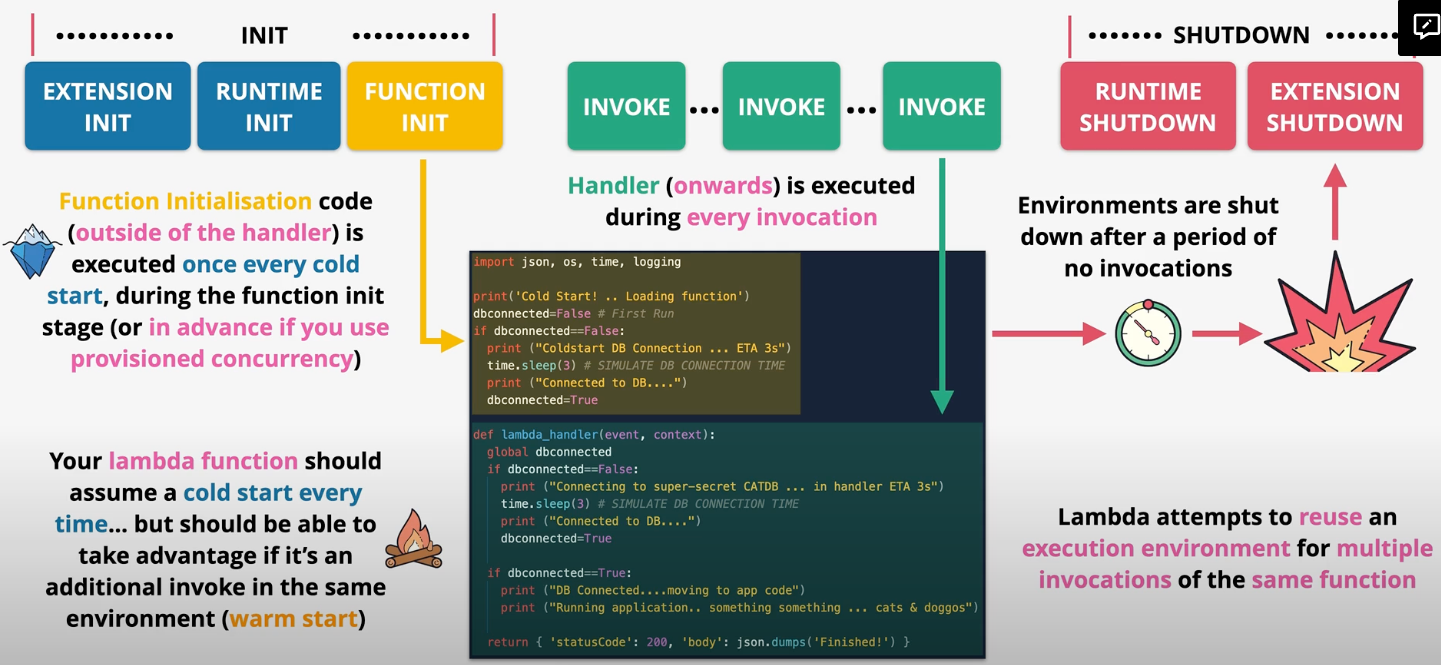 •••••••••••• INIT ••••••••••••
EXTENSION
INIT
RUNTIME
INIT
FUNCTION
INIT
INVOKE ••• INVOKE ••• INVOKE
••••••• SHUTDOWN •••••••
RUNTIME
SHUTDOWN
EXTENSION
SHUTDOWN
Function Initialisation code
(outside of the handler) is
executed once every cold
start, during the function init
stage (or in advance if you use
provisioned concurrency)
Your lambda function should
assume a cold start every
time... but should be able to
take advantage if it's an
additional invoke in the same
environment (warm start)
Handler (onwards) is executed
during every invocation
import json, os, time, logging
print('Cold Start! .. Loading function')
dbconnected=False # First Run
if dbconnected==False:
  print ("Coldstart DB Connection ... ETA 3s")
  time.sleep(3) # SIMULATE DB CONNECTION TIME
  print ("Connected to DB....")
  dbconnected=True
def lambda_handler(event, context):
  global dbconnected
  if dbconnected==False:
    print ("Connecting to super-secret CATDB ... in handler ETA 3s")
    time.sleep(3) # SIMULATE DB CONNECTION TIME
    print ("Connected to DB....")
    dbconnected=True
  if dbconnected==True:
    print ("DB Connected....moving to app code")
    print ("Running application.. something something ... cats & doggos")
  return { 'statusCode': 200, 'body': json.dumps('Finished!') }
Environments are shut
down after a period of
no invocations
Lambda attempts to reuse an
execution environment for multiple
invocations of the same function